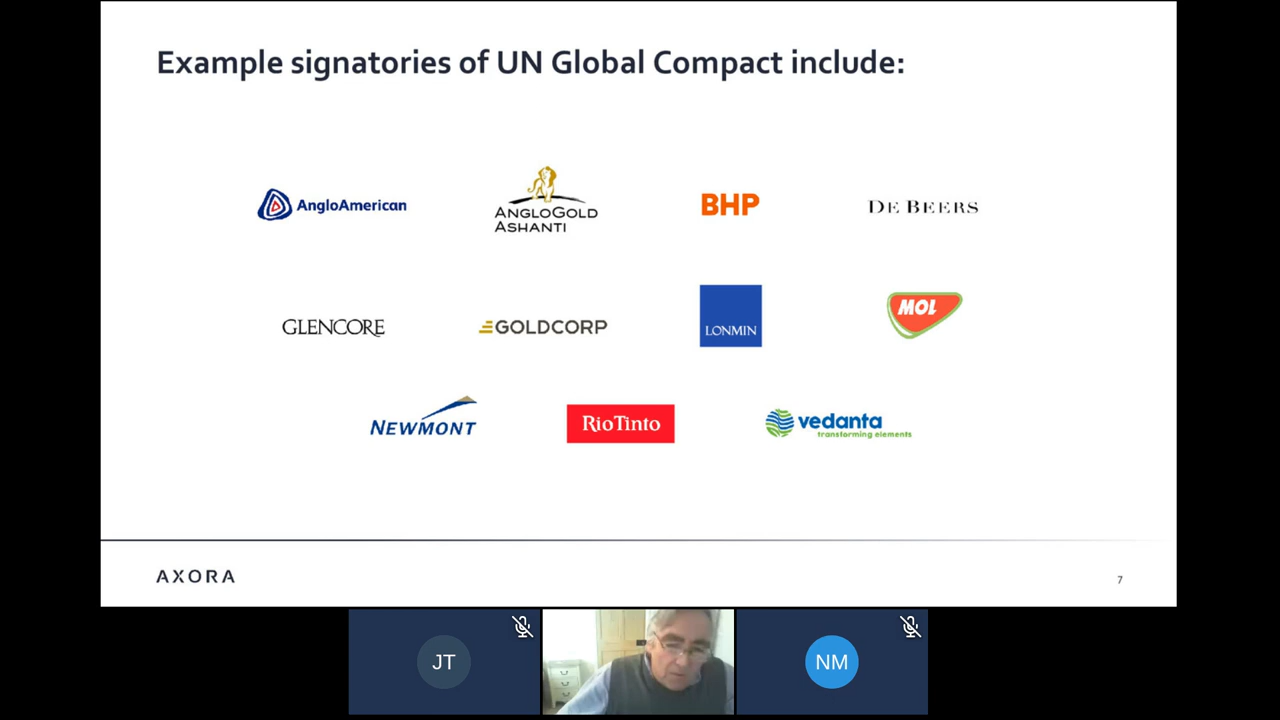 Example signatories of UN Global Compact include:
AngloAmerican
ANGLOGOLD
ASHANTI
BHP
DE BEERS
GLENCORE
GOLDCORP
LONMIN
MOL
NEWMONT
RioTinto
vedanta
transforming elements
AXORA
7
JT
NM